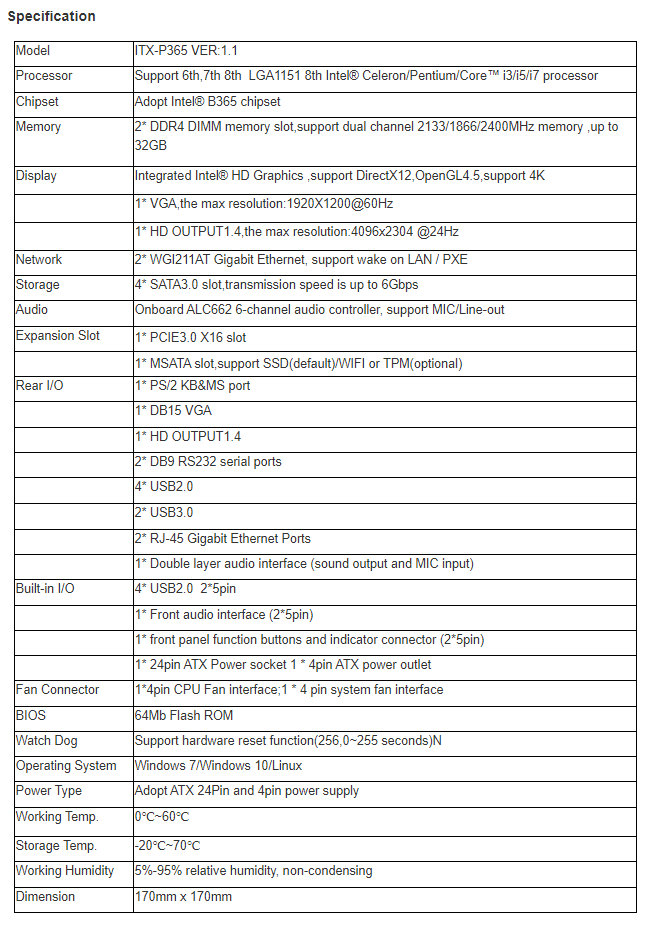 Specification
Model ITX-P365 VER:1.1
Processor Support 6th,7th 8th LGA1151 8th Intel® Celeron/Pentium/Core™ i3/i5/i7 processor
Chipset Adopt Intel® B365 chipset
Memory 2* DDR4 DIMM memory slot,support dual channel 2133/1866/2400MHz memory ,up to
32GB
Display Integrated Intel® HD Graphics ,support DirectX12,OpenGL4.5,support 4K
1* VGA,the max resolution:1920X1200@60Hz
1* HD OUTPUT1.4,the max resolution:4096x2304 @24Hz
Network 2* WGI211AT Gigabit Ethernet, support wake on LAN / PXE
Storage 4* SATA3.0 slot,transmission speed is up to 6Gbps
Audio Onboard ALC662 6-channel audio controller, support MIC/Line-out
Expansion Slot 1* PCIE3.0 X16 slot
1* MSATA slot,support SSD(default)/WIFI or TPM(optional)
Rear I/O 1* PS/2 KB&MS port
1* DB15 VGA
1* HD OUTPUT1.4
2* DB9 RS232 serial ports
4* USB2.0
2* USB3.0
2* RJ-45 Gigabit Ethernet Ports
1* Double layer audio interface (sound output and MIC input)
Built-in I/O 4* USB2.0 2*5pin
1* Front audio interface (2*5pin)
1* front panel function buttons and indicator connector (2*5pin)
1* 24pin ATX Power socket 1 * 4pin ATX power outlet
Fan Connector 1*4pin CPU Fan interface;1 * 4 pin system fan interface
BIOS 64Mb Flash ROM
Watch Dog Support hardware reset function(256,0~255 seconds)N
Operating System Windows 7/Windows 10/Linux
Power Type Adopt ATX 24Pin and 4pin power supply
Working Temp. 0℃~60℃
Storage Temp. -20℃~70℃
Working Humidity 5%-95% relative humidity, non-condensing
Dimension 170mm x 170mm